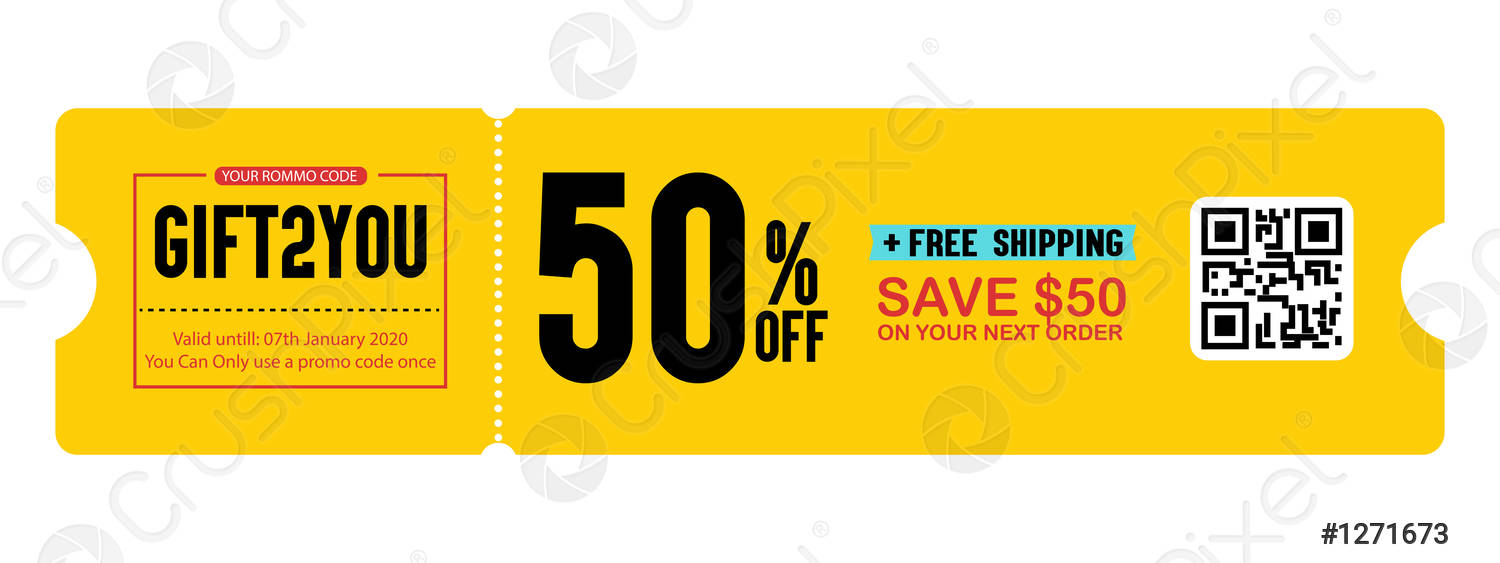 YOUR ROMMO CODE
GIFT2YOU
Valid untill: 07th January 2020
You Can Only use a promo code once
50%
OFF
+ FREE SHIPPING
SAVE $50
ON YOUR NEXT ORDER
Crushpixel®
#1271673